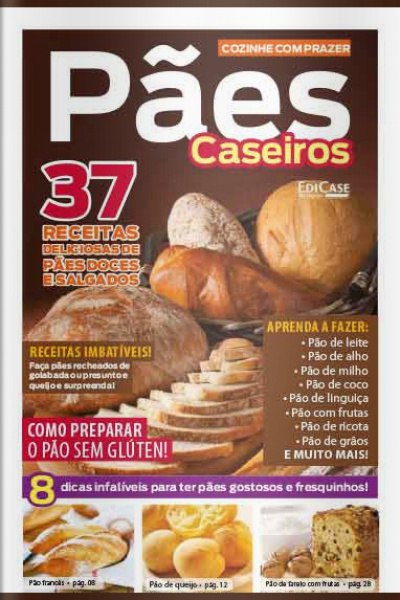 COZINHE COM PRAZER
Pães
Caseiros
EDICASE
37
RECEITAS
DELICIOSAS DE
PÃES DOCES
E SALGADOS
RECEITAS IMBATÍVEIS!
Faça pães recheados de
goiabada ou presunto e
queijo e surpreenda!
APRENDA A FAZER:
• Pão de leite
• Pão de alho
• Pão de milho
• Pão de coco
• Pão de linguiça
• Pão com frutas
• Pão de ricota
• Pão de grãos
E MUITO MAIS!
COMO PREPARAR
O PÃO SEM GLÚTEN!
8 dicas infalíveis para ter pães gostosos e fresquinhos!
Pão francês • pág. 08
Pão de queijo • pág. 12
Pão de farelo com frutas • pág. 28